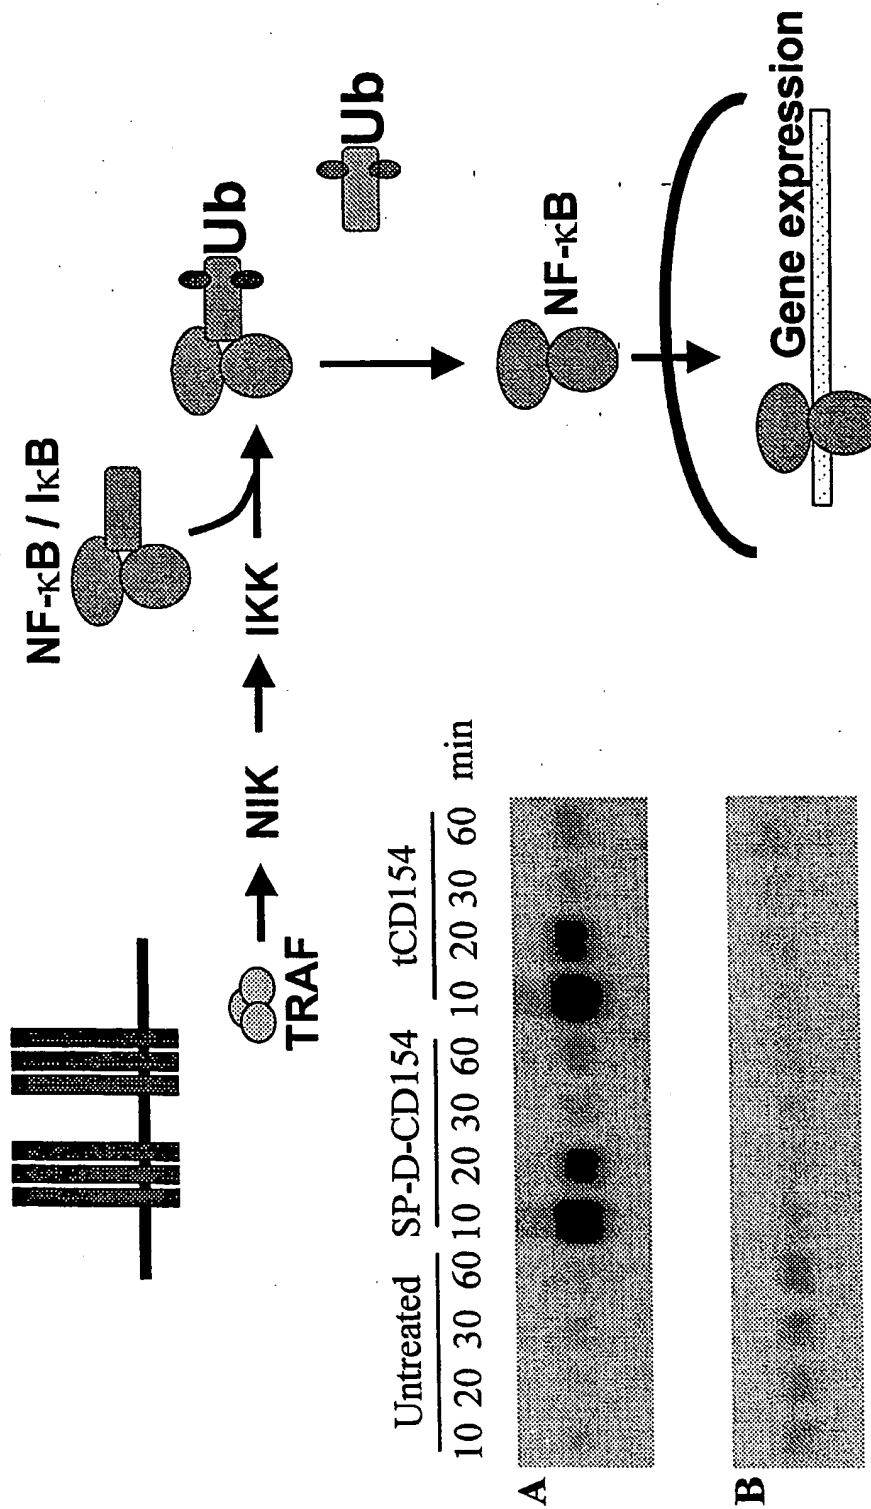 NF-κB / IκB
TRAF
NIK
IKK
Ub
Ub
NF-κB
Gene expression
Untreated SP-D-CD154 tCD154
10 20 30 60 10 20 30 60 10 20 30 60 min
A
B